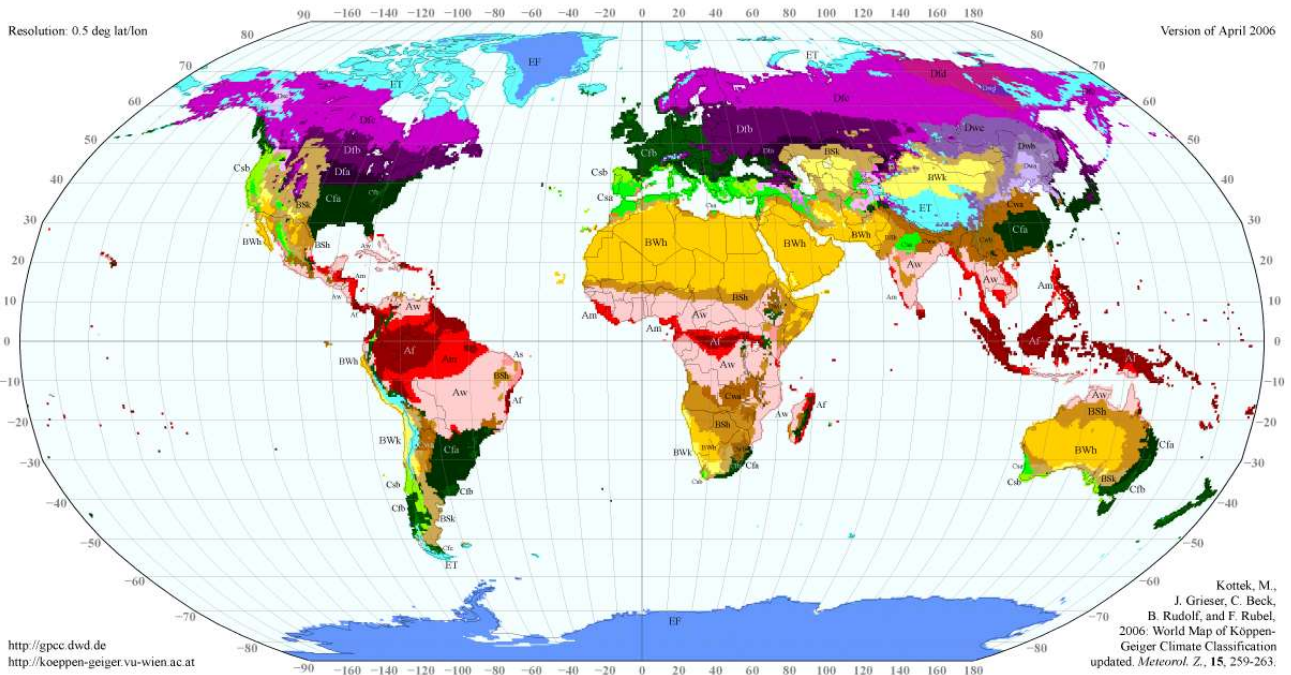 90 −160 −140 −120 −100 −80 −60 −40 −20 0 20 40 60 80 100 120 140 160 180
Resolution: 0.5 deg lat/lon
Version of April 2006
80
80
70
70
60
60
50
50
40
40
30
30
20
20
10
10
0
0
−10
−10
−20
−20
−30
−30
−40
−40
−50
−50
−60
−60
−70
−70
−80
−80
ET
EF
ET
Dfd
Dfc
Dfc
Dwc
Dfb
Dfb
Dwb
Dfa
Cfb
BSk
BWk
Csb
Csb
Csa
Cfa
BSk
ET
Cwa
Cfa
BWh
BSh
BWh
BWh
BWh
Aw
Am
Aw
Af
Aw
BSh
Am
Am
Aw
Am
Aw
Aw
Am
Af
Am
As
BWh
BSh
Aw
Af
Af
Aw
Cwa
Af
Af
Af
Aw
BSh
BWh
Cfa
BWk
Cfa
Csb
Cfb
Cfb
BSk
ET
BSh
BWh
BWk
Cfa
Csa
Csb
BSk
Cfb
EF
Kottek, M.,
J. Grieser, C. Beck,
B. Rudolf, and F. Rubel,
2006: World Map of Köppen-
Geiger Climate Classification
updated. Meteorol. Z., 15, 259-263.
http://gpcc.dwd.de
http://koeppen-geiger.vu-wien.ac.at
−90 −160 −140 −120 −100 −80 −60 −40 −20 0 20 40 60 80 100 120 140 160 180